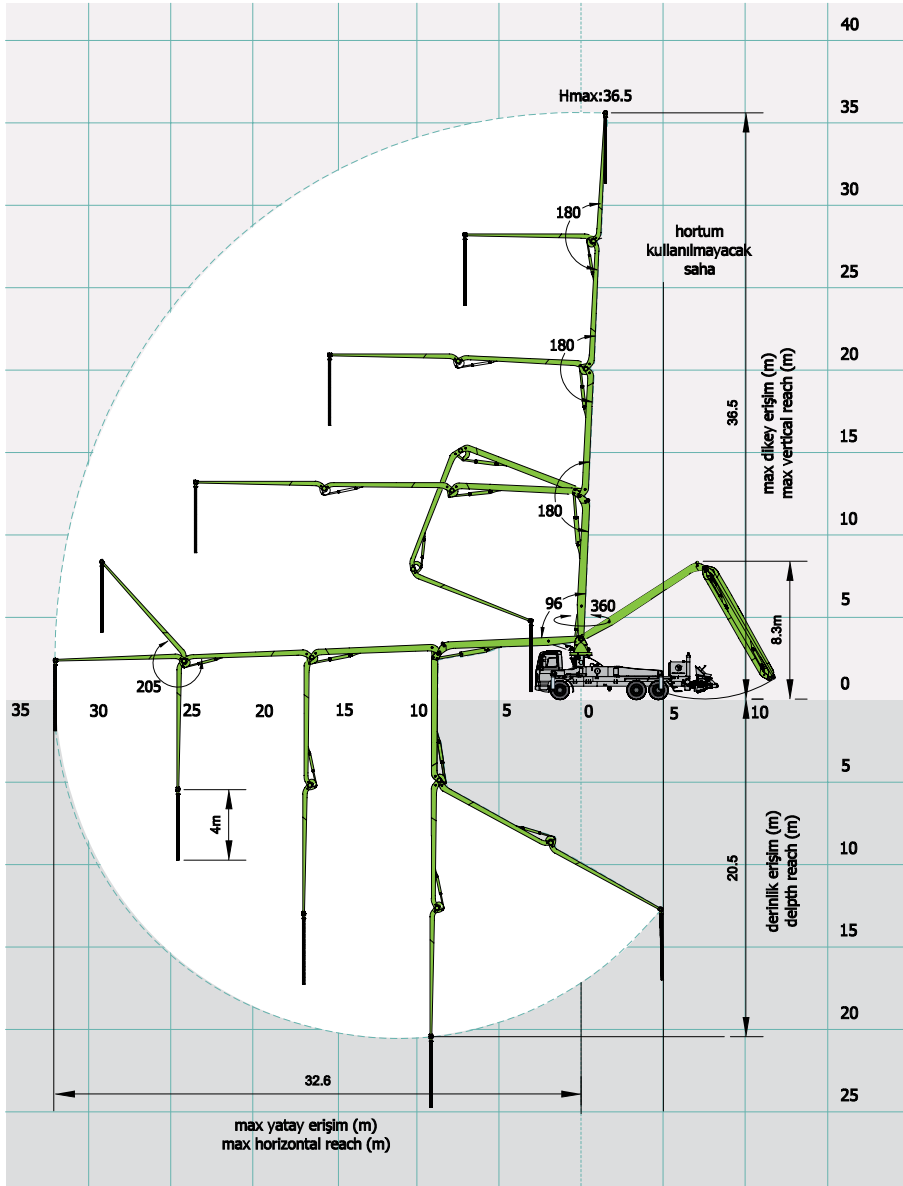 40
Hmax:36.5
35
30
180
hortum
kullanılmayacak
saha
25
180
20
36.5
max dikey erişim (m)
max vertical reach (m)
15
180
10
96
360
5
8.3m
205
0
35
30
25
20
15
10
5
0
5
10
5
4m
10
20.5
derinlik erişim (m)
delpth reach (m)
15
20
32.6
25
max yatay erişim (m)
max horizontal reach (m)